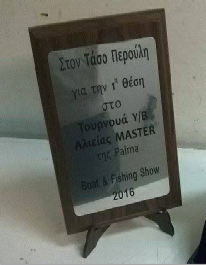 Στον Τάσο Περούλη
για την 1η θέση
στο
Τουρνουά Υ/Β
Αλιείας MASTER
της Palma
Boat & Fishing Show
2016